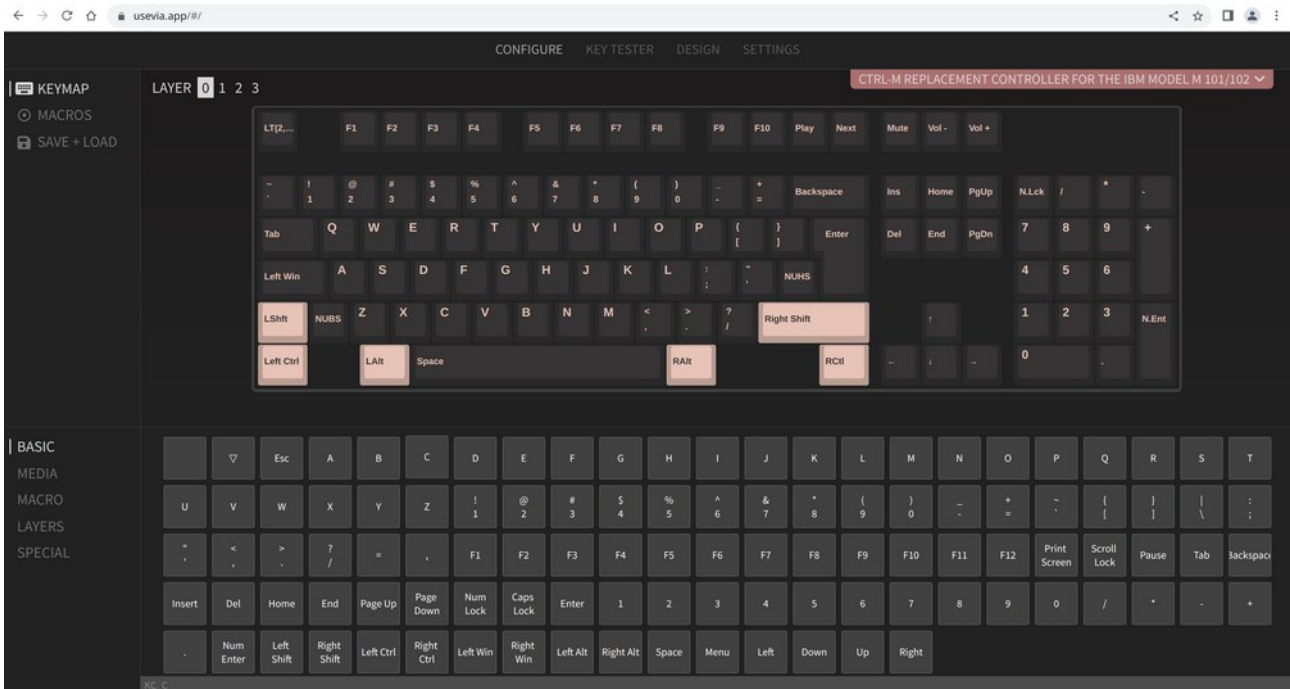 usevia.app/#/
CONFIGURE KEY TESTER DESIGN SETTINGS
CTRL-M REPLACEMENT CONTROLLER FOR THE IBM MODEL M 101/102
KEYMAP
MACROS
SAVE + LOAD
LAYER 0 1 2 3
LT(2,... F1 F2 F3 F4 F5 F6 F7 F8 F9 F10 Play Next Mute Vol - Vol +
~ ! @ # $ % ^ & * ( ) _ +
` 1 2 3 4 5 6 7 8 9 0 - = Backspace Ins Home PgUp N.Lck / * -
Tab Q W E R T Y U I O P { } Enter Del End PgDn 7 8 9 +
[ ]
Left Win A S D F G H J K L : " NUHS 4 5 6
; '
LShft NUBS Z X C V B N M < > ? Right Shift ↑ 1 2 3 N.Ent
, . /
Left Ctrl LAlt Space RAlt RCtl ← ↓ → 0 .
BASIC
MEDIA
MACRO
LAYERS
SPECIAL
▽ Esc A B C D E F G H I J K L M N O P Q R S T
U V W X Y Z ! @ # $ % ^ & * ( ) _ + ~ { } | :
1 2 3 4 5 6 7 8 9 0 - = ` [ ] \ ;
" < > ? = , F1 F2 F3 F4 F5 F6 F7 F8 F9 F10 F11 F12 Print Screen Scroll Lock Pause Tab Backspac
' , . /
Insert Del Home End Page Up Page Down Num Lock Caps Lock Enter 1 2 3 4 5 6 7 8 9 0 / * - +
. Num Enter Left Shift Right Shift Left Ctrl Right Ctrl Left Win Right Win Left Alt Right Alt Space Menu Left Down Up Right
KC_C